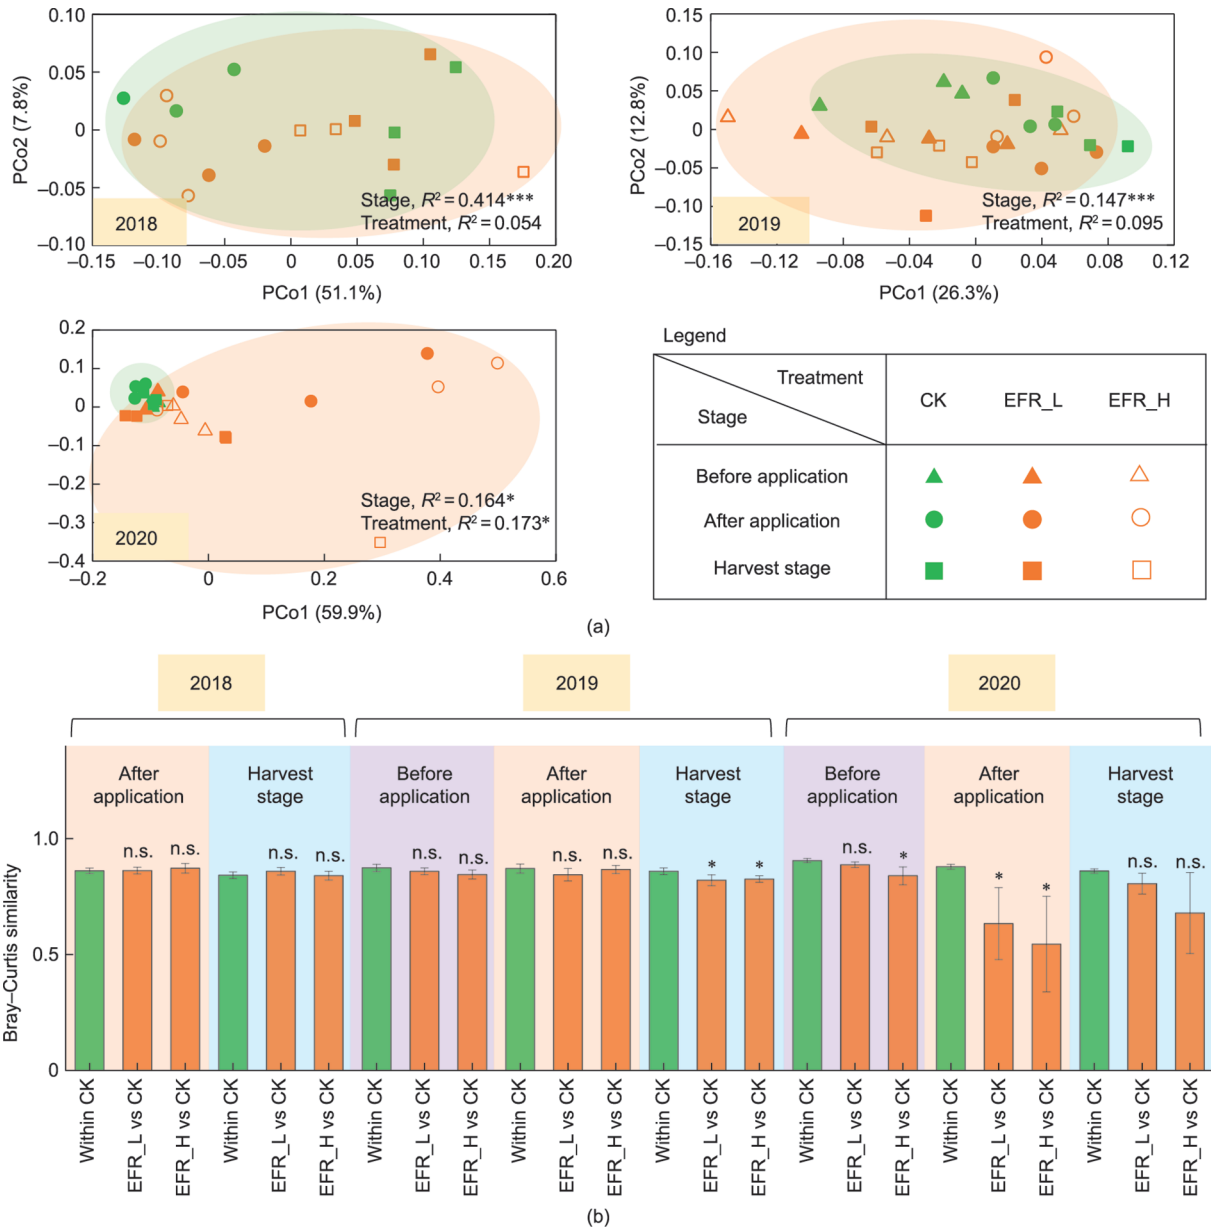 0.10
0.05
0
−0.05
−0.10
PCo2 (7.8%)
Stage, R² = 0.414***
Treatment, R² = 0.054
2018
−0.15
−0.10
−0.05
0
0.05
0.10
0.15
0.20
PCo1 (51.1%)
0.15
0.10
0.05
0
−0.05
−0.10
−0.15
PCo2 (12.8%)
Stage, R² = 0.147***
Treatment, R² = 0.095
2019
−0.16
−0.12
−0.08
−0.04
0
0.04
0.08
0.12
PCo1 (26.3%)
0.2
0.1
0
−0.1
−0.2
−0.3
−0.4
Stage, R² = 0.164*
Treatment, R² = 0.173*
2020
−0.2
0
0.2
0.4
0.6
PCo1 (59.9%)
Legend
Treatment
Stage
CK
EFR_L
EFR_H
Before application
After application
Harvest stage
(a)
2018
2019
2020
After
application
Harvest
stage
Before
application
After
application
Harvest
stage
Before
application
After
application
Harvest
stage
1.0
0.5
0
Bray–Curtis similarity
n.s.
n.s.
n.s.
n.s.
n.s.
n.s.
n.s.
n.s.
*
*
n.s.
*
*
*
n.s.
n.s.
Within CK
EFR_L vs CK
EFR_H vs CK
Within CK
EFR_L vs CK
EFR_H vs CK
Within CK
EFR_L vs CK
EFR_H vs CK
Within CK
EFR_L vs CK
EFR_H vs CK
Within CK
EFR_L vs CK
EFR_H vs CK
Within CK
EFR_L vs CK
EFR_H vs CK
Within CK
EFR_L vs CK
EFR_H vs CK
Within CK
EFR_L vs CK
EFR_H vs CK
(b)